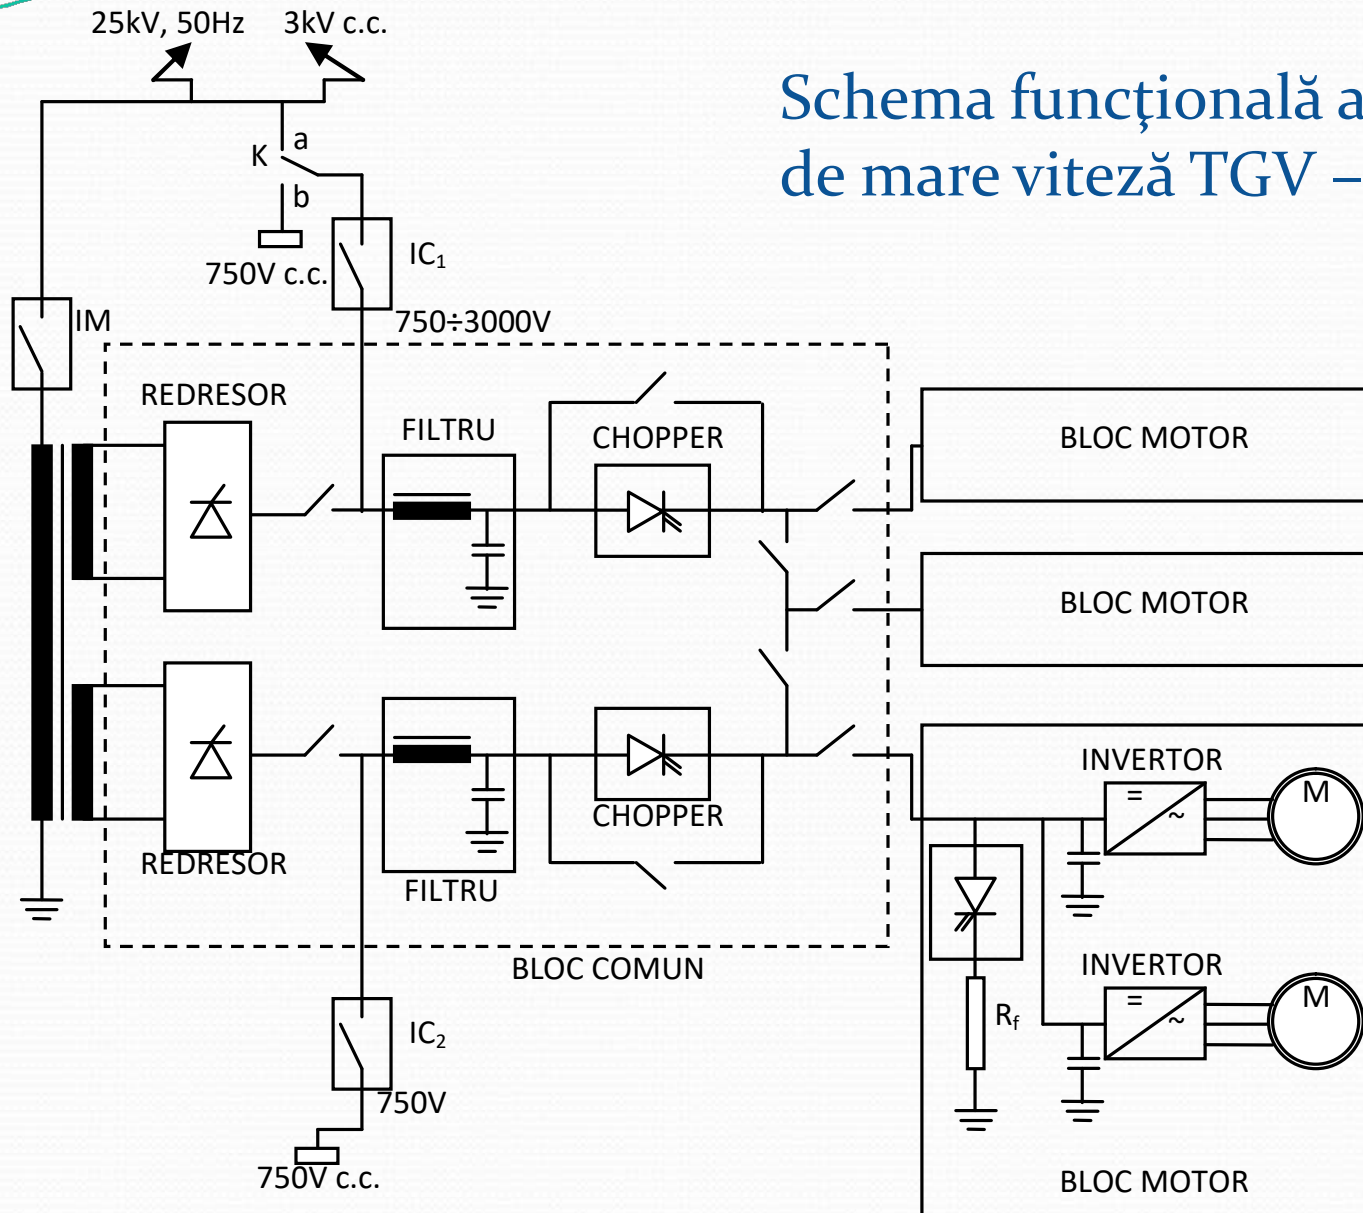 25kV, 50Hz
3kV c.c.
Schema funcţională a
de mare viteză TGV –
K
a
b
750V c.c.
IC₁
750÷3000V
IM
REDRESOR
FILTRU
CHOPPER
BLOC MOTOR
BLOC MOTOR
REDRESOR
FILTRU
CHOPPER
BLOC COMUN
INVERTOR
=
~
M
INVERTOR
=
~
M
R_f
IC₂
750V
750V c.c.
BLOC MOTOR